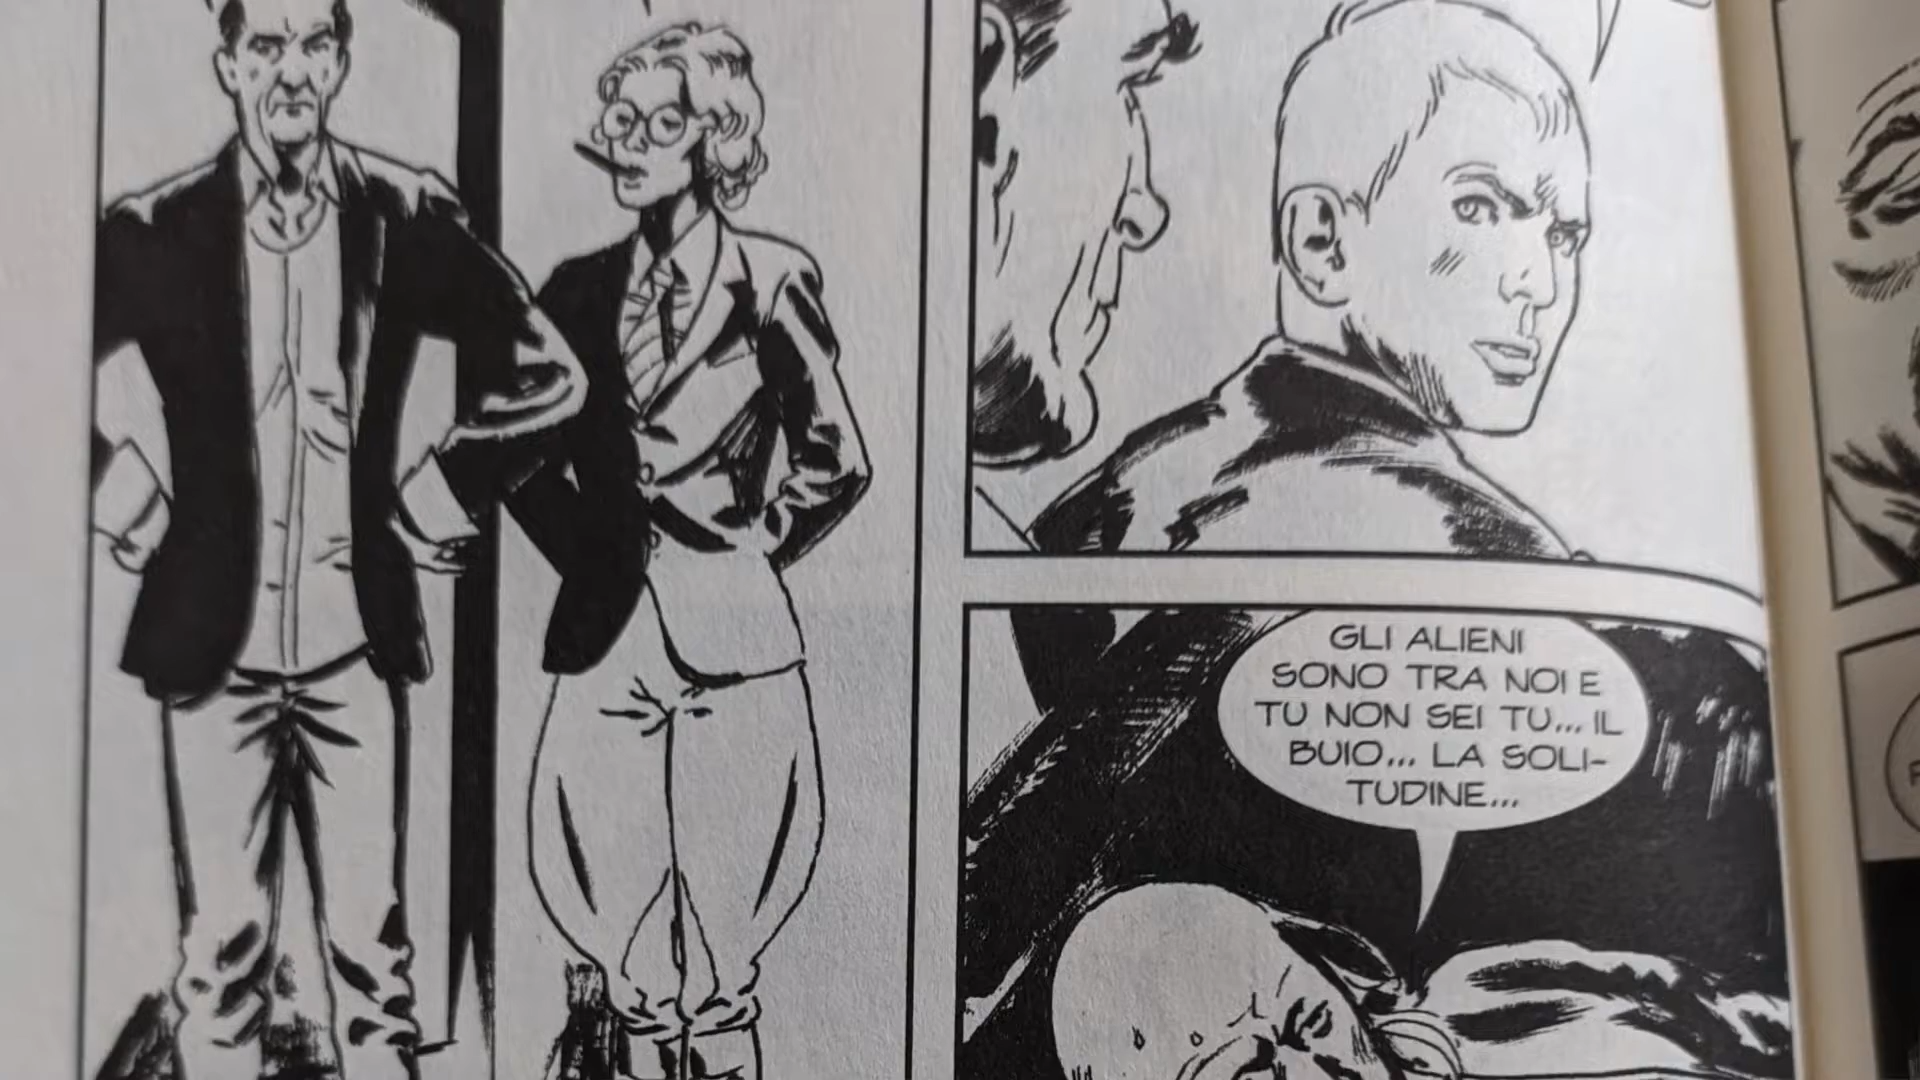 GLI ALIENI
SONO TRA NOI E
TU NON SEI TU... IL
BUIO... LA SOLI-
TUDINE...